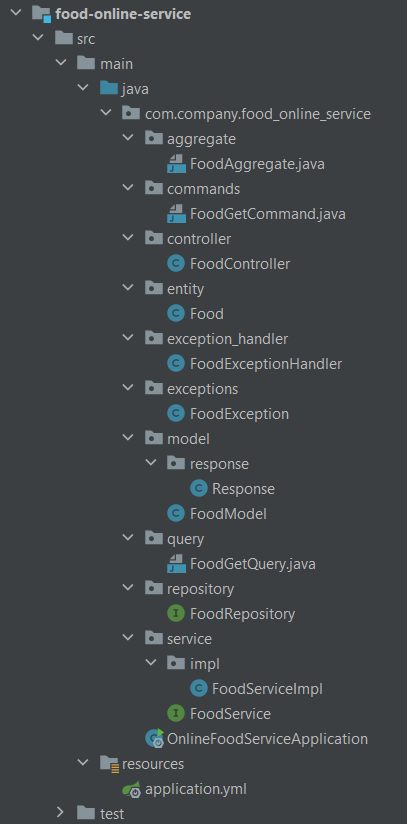 food-online-service
src
main
java
com.company.food_online_service
aggregate
FoodAggregate.java
commands
FoodGetCommand.java
controller
FoodController
entity
Food
exception_handler
FoodExceptionHandler
exceptions
FoodException
model
response
Response
FoodModel
query
FoodGetQuery.java
repository
FoodRepository
service
impl
FoodServiceImpl
FoodService
OnlineFoodServiceApplication
resources
application.yml
test